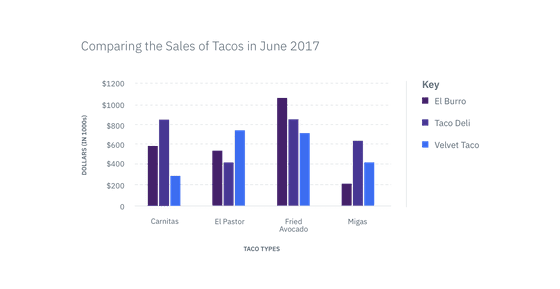 Comparing the Sales of Tacos in June 2017
$1200
$1000
$800
$600
$400
$200
0
DOLLARS (IN 1000s)
Carnitas
El Pastor
Fried
Avocado
Migas
TACO TYPES
Key
El Burro
Taco Deli
Velvet Taco